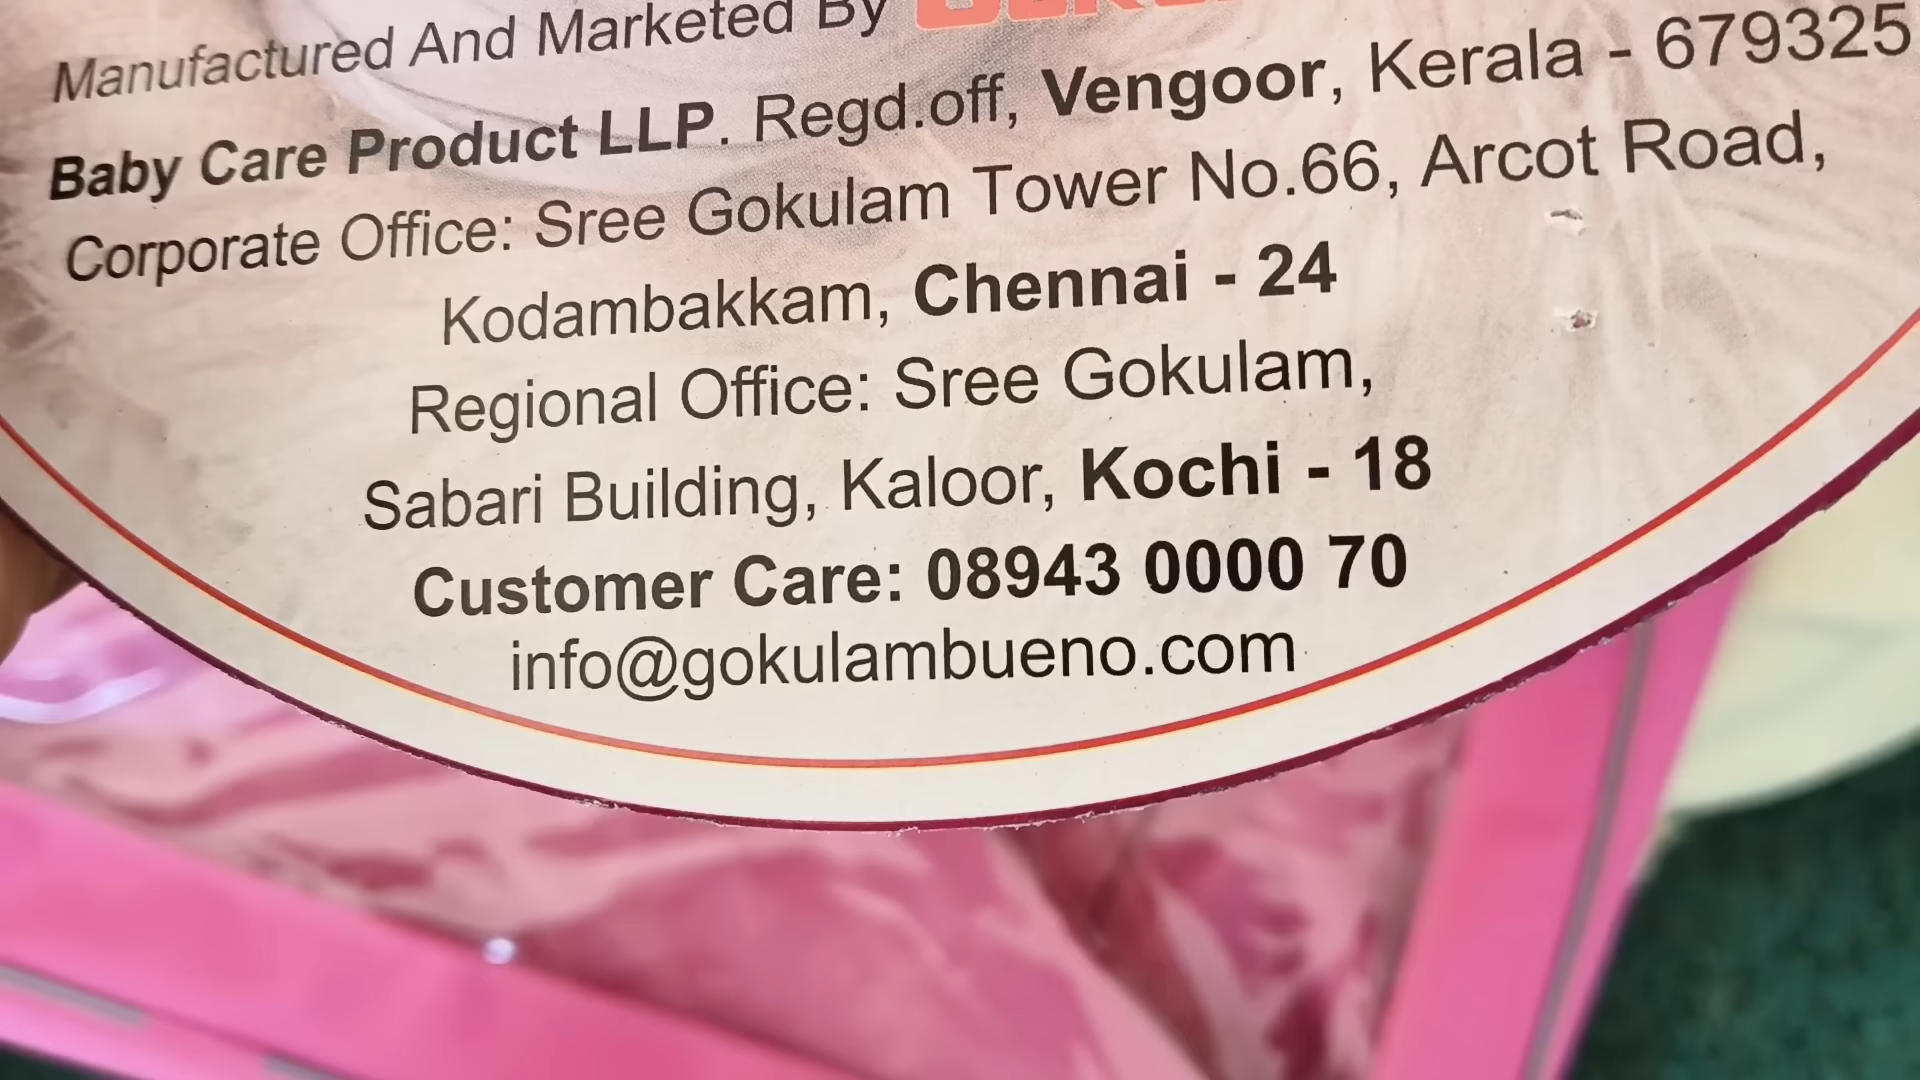 Manufactured And Marketed By
Baby Care Product LLP. Regd.off, Vengoor, Kerala - 679325
Corporate Office: Sree Gokulam Tower No.66, Arcot Road,
Kodambakkam, Chennai - 24
Regional Office: Sree Gokulam,
Sabari Building, Kaloor, Kochi - 18
Customer Care: 08943 0000 70
info@gokulambueno.com